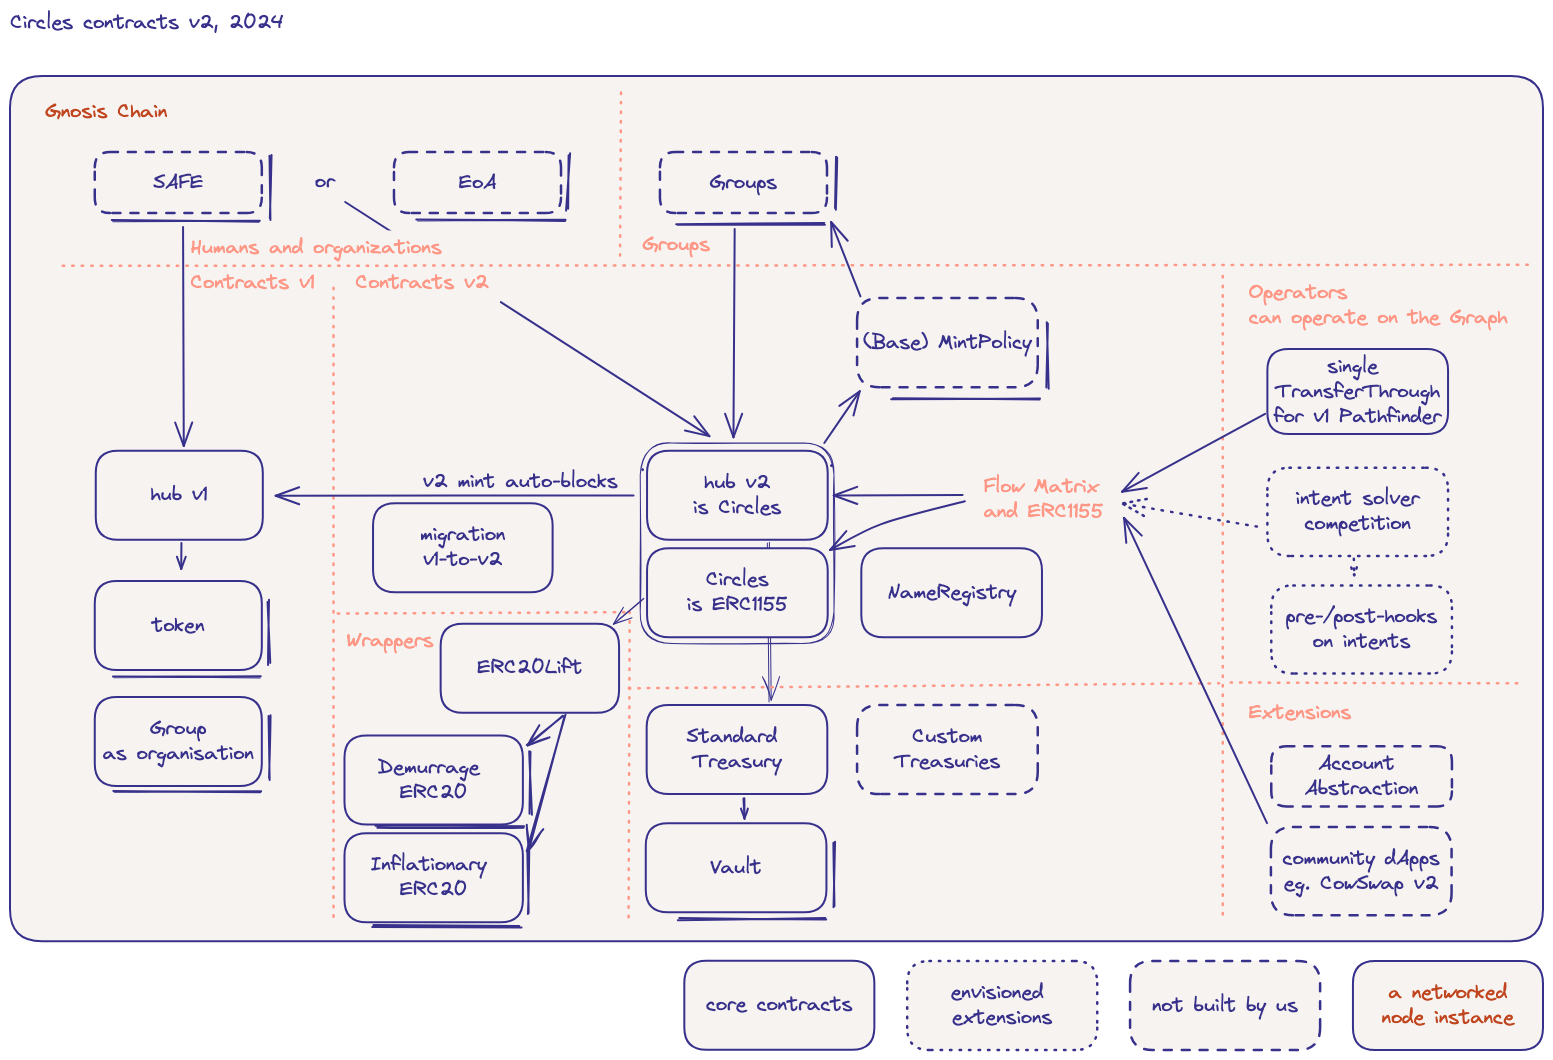 Circles contracts v2, 2024
Gnosis Chain
SAFE
or
EoA
Groups
Humans and organizations
Groups
Contracts v1
Contracts v2
Operators
can operate on the Graph
(Base) MintPolicy
single
TransferThrough
for v1 Pathfinder
hub v1
v2 mint auto-blocks
hub v2
is Circles
Flow Matrix
and ERC1155
intent solver
competition
migration
v1-to-v2
Circles
is ERC1155
NameRegistry
pre-/post-hooks
on intents
token
Wrappers
ERC20Lift
Group
as organisation
Demurrage
ERC20
Inflationary
ERC20
Standard
Treasury
Custom
Treasuries
Vault
Extensions
Account
Abstraction
community dApps
eg. CowSwap v2
core contracts
envisioned
extensions
not built by us
a networked
node instance